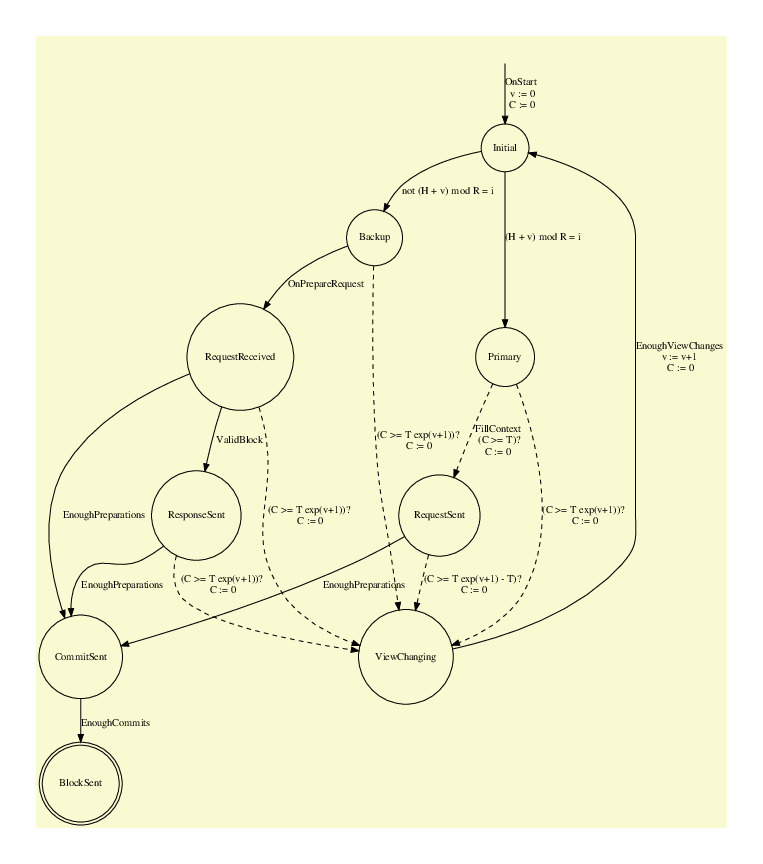 OnStart
v := 0
C := 0
Initial
not (H + v) mod R = i
Backup
(H + v) mod R = i
OnPrepareRequest
RequestReceived
Primary
EnoughViewChanges
v := v+1
C := 0
ValidBlock
(C >= T exp(v+1))?
C := 0
FillContext
(C >= T)?
C := 0
EnoughPreparations
ResponseSent
(C >= T exp(v+1))?
C := 0
RequestSent
(C >= T exp(v+1))?
C := 0
EnoughPreparations
(C >= T exp(v+1))?
C := 0
EnoughPreparations
(C >= T exp(v+1) - T)?
C := 0
CommitSent
ViewChanging
EnoughCommits
BlockSent